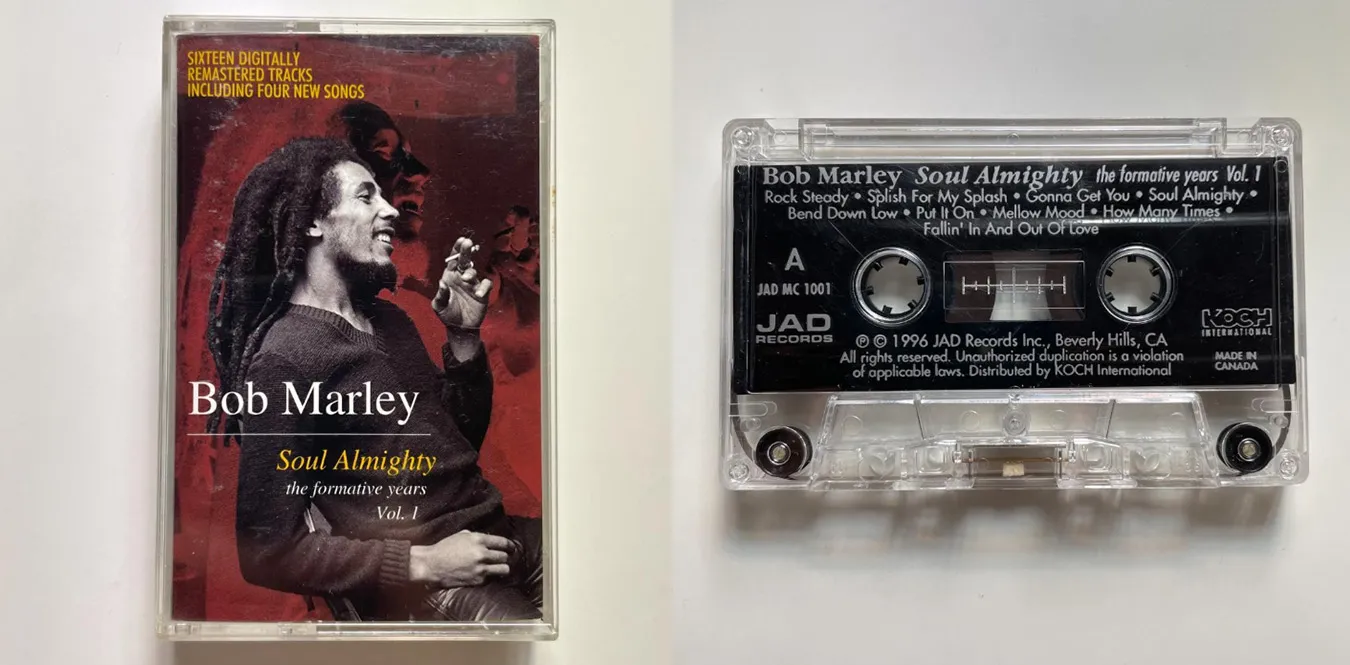 SIXTEEN DIGITALLY
REMASTERED TRACKS
INCLUDING FOUR NEW SONGS
Bob Marley
Soul Almighty
the formative years
Vol. 1
Bob Marley Soul Almighty the formative years Vol. 1
Rock Steady • Splish For My Splash • Gonna Get You • Soul Almighty •
Bend Down Low • Put It On • Mellow Mood • How Many Times •
Fallin' In And Out Of Love
A
JAD MC 1001
JAD
RECORDS
KOCH
INTERNATIONAL
MADE IN
CANADA
℗ © 1996 JAD Records Inc., Beverly Hills, CA
All rights reserved. Unauthorized duplication is a violation
of applicable laws. Distributed by KOCH International